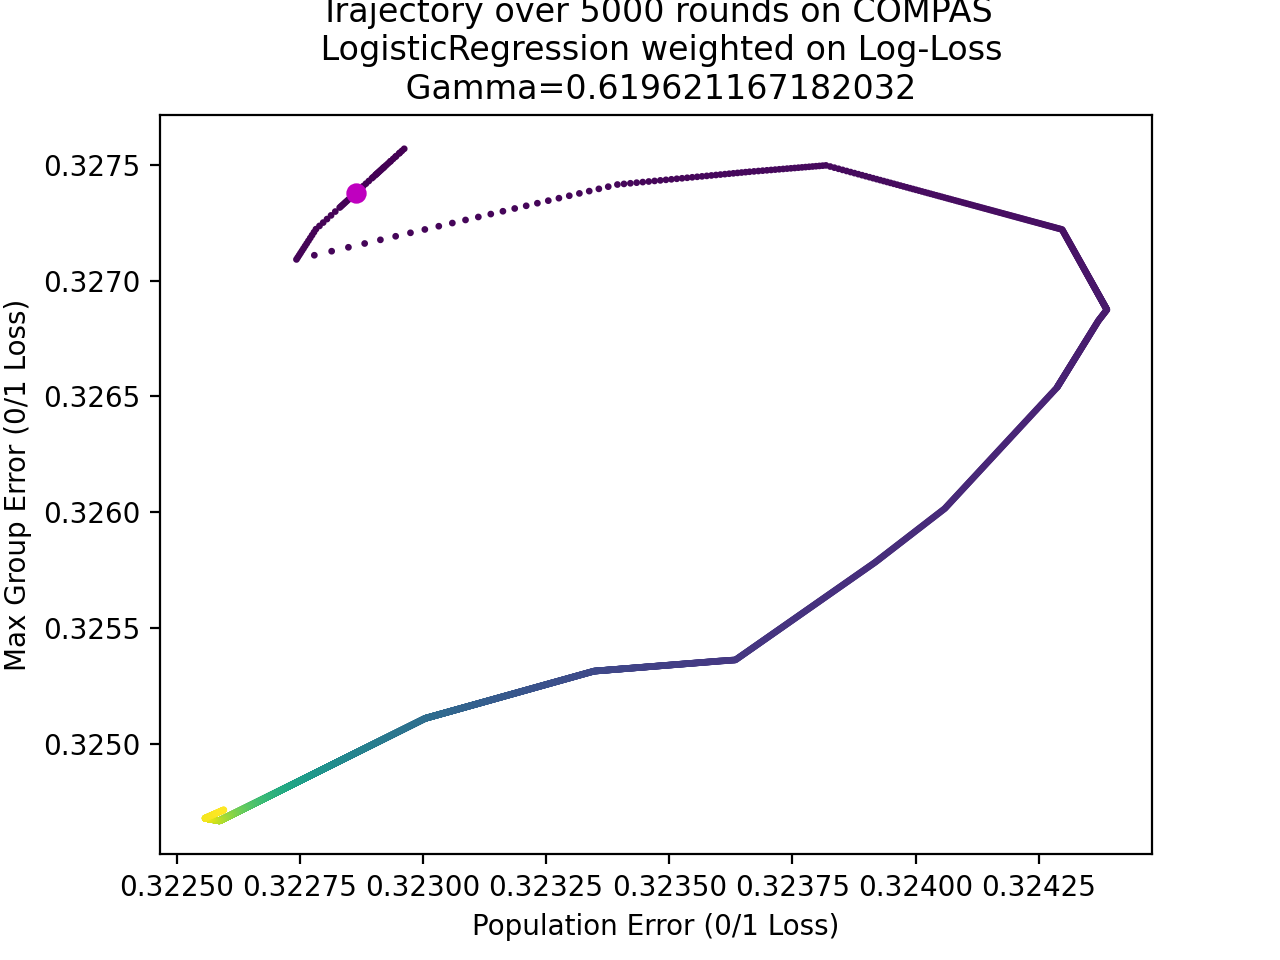 Trajectory over 5000 rounds on COMPAS
LogisticRegression weighted on Log-Loss
Gamma=0.619621167182032
Max Group Error (0/1 Loss)
0.3275
0.3270
0.3265
0.3260
0.3255
0.3250
0.32250 0.32275 0.32300 0.32325 0.32350 0.32375 0.32400 0.32425
Population Error (0/1 Loss)